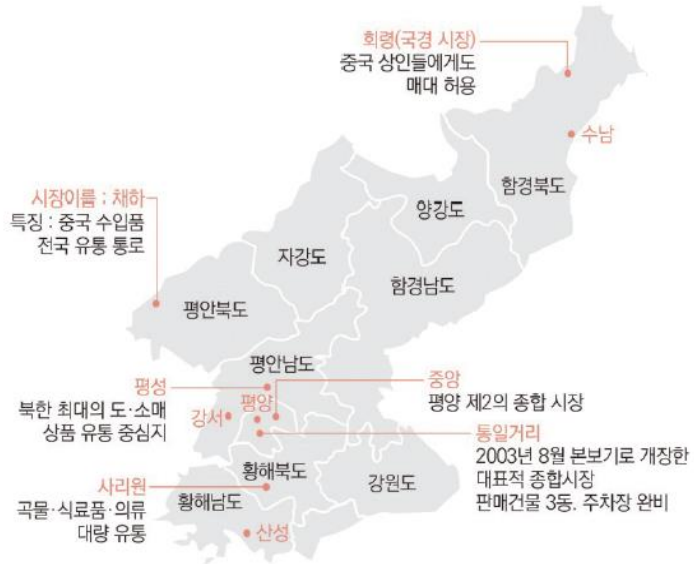 회령(국경 시장)
중국 상인들에게도
매대 허용
수남
함경북도
양강도
시장이름 ; 채하
특징 : 중국 수입품
전국 유통 통로
자강도
함경남도
평안북도
평안남도
평성
북한 최대의 도·소매
상품 유통 중심지
강서
평양
중앙
평양 제2의 종합 시장
통일거리
2003년 8월 본보기로 개장한
대표적 종합시장
판매건물 3동, 주차장 완비
황해북도
강원도
사리원
곡물·식료품·의류
대량 유통
황해남도
산성